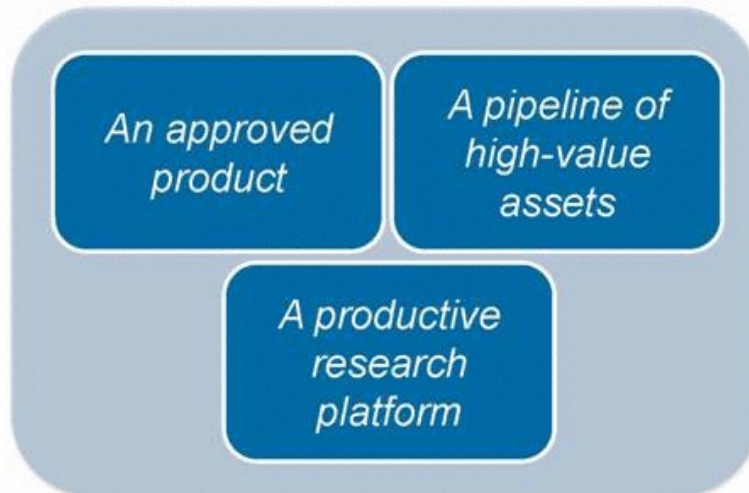 An approved
product
A pipeline of
high-value
assets
A productive
research
platform